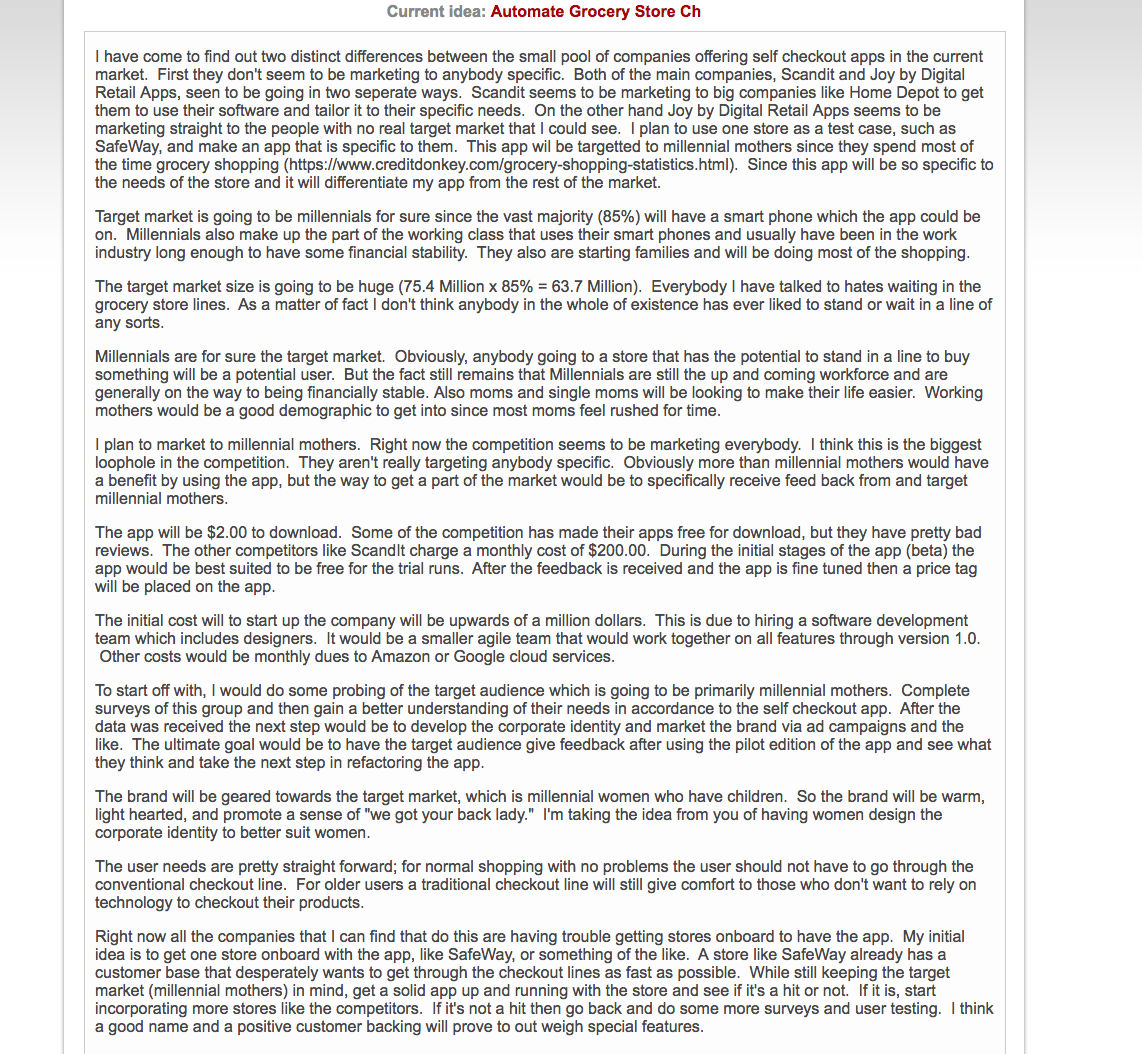 Current idea: Automate Grocery Store Ch
I have come to find out two distinct differences between the small pool of companies offering self checkout apps in the current
market.  First they don't seem to be marketing to anybody specific.  Both of the main companies, Scandit and Joy by Digital
Retail Apps, seen to be going in two seperate ways.  Scandit seems to be marketing to big companies like Home Depot to get
them to use their software and tailor it to their specific needs.  On the other hand Joy by Digital Retail Apps seems to be
marketing straight to the people with no real target market that I could see.  I plan to use one store as a test case, such as
SafeWay, and make an app that is specific to them.  This app wil be targetted to millennial mothers since they spend most of
the time grocery shopping (https://www.creditdonkey.com/grocery-shopping-statistics.html).  Since this app will be so specific to
the needs of the store and it will differentiate my app from the rest of the market.
Target market is going to be millennials for sure since the vast majority (85%) will have a smart phone which the app could be
on.  Millennials also make up the part of the working class that uses their smart phones and usually have been in the work
industry long enough to have some financial stability.  They also are starting families and will be doing most of the shopping.
The target market size is going to be huge (75.4 Million x 85% = 63.7 Million).  Everybody I have talked to hates waiting in the
grocery store lines.  As a matter of fact I don't think anybody in the whole of existence has ever liked to stand or wait in a line of
any sorts.
Millennials are for sure the target market.  Obviously, anybody going to a store that has the potential to stand in a line to buy
something will be a potential user.  But the fact still remains that Millennials are still the up and coming workforce and are
generally on the way to being financially stable. Also moms and single moms will be looking to make their life easier.  Working
mothers would be a good demographic to get into since most moms feel rushed for time.
I plan to market to millennial mothers.  Right now the competition seems to be marketing everybody.  I think this is the biggest
loophole in the competition.  They aren't really targeting anybody specific.  Obviously more than millennial mothers would have
a benefit by using the app, but the way to get a part of the market would be to specifically receive feed back from and target
millennial mothers.
The app will be $2.00 to download.  Some of the competition has made their apps free for download, but they have pretty bad
reviews.  The other competitors like ScandIt charge a monthly cost of $200.00.  During the initial stages of the app (beta) the
app would be best suited to be free for the trial runs.  After the feedback is received and the app is fine tuned then a price tag
will be placed on the app.
The initial cost will to start up the company will be upwards of a million dollars.  This is due to hiring a software development
team which includes designers.  It would be a smaller agile team that would work together on all features through version 1.0.
Other costs would be monthly dues to Amazon or Google cloud services.
To start off with, I would do some probing of the target audience which is going to be primarily millennial mothers.  Complete
surveys of this group and then gain a better understanding of their needs in accordance to the self checkout app.  After the
data was received the next step would be to develop the corporate identity and market the brand via ad campaigns and the
like.  The ultimate goal would be to have the target audience give feedback after using the pilot edition of the app and see what
they think and take the next step in refactoring the app.
The brand will be geared towards the target market, which is millennial women who have children.  So the brand will be warm,
light hearted, and promote a sense of "we got your back lady."  I'm taking the idea from you of having women design the
corporate identity to better suit women.
The user needs are pretty straight forward; for normal shopping with no problems the user should not have to go through the
conventional checkout line.  For older users a traditional checkout line will still give comfort to those who don't want to rely on
technology to checkout their products.
Right now all the companies that I can find that do this are having trouble getting stores onboard to have the app.  My initial
idea is to get one store onboard with the app, like SafeWay, or something of the like.  A store like SafeWay already has a
customer base that desperately wants to get through the checkout lines as fast as possible.  While still keeping the target
market (millennial mothers) in mind, get a solid app up and running with the store and see if it's a hit or not.  If it is, start
incorporating more stores like the competitors.  If it's not a hit then go back and do some more surveys and user testing.  I think
a good name and a positive customer backing will prove to out weigh special features.